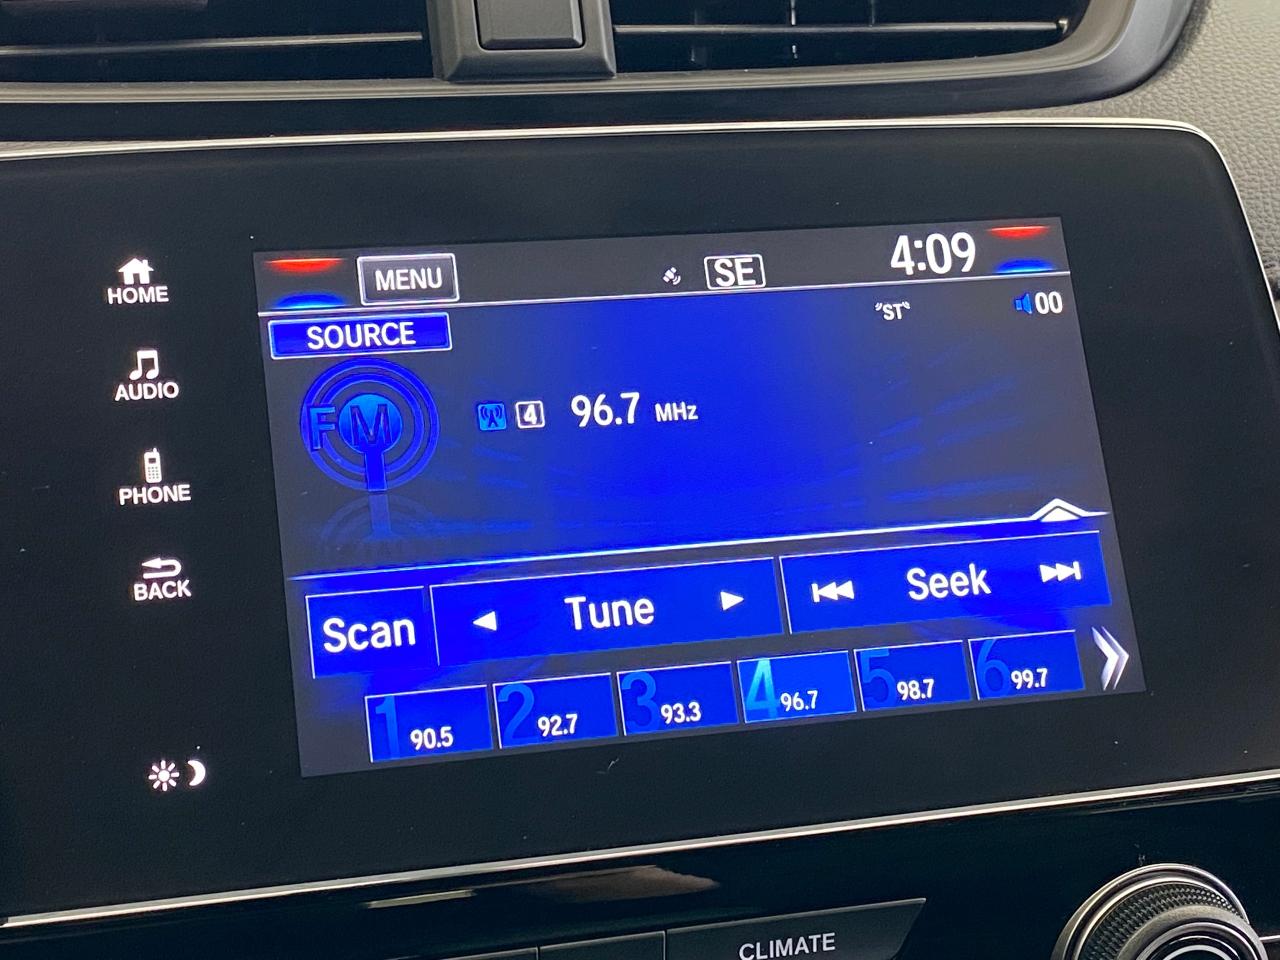 MENU SE 4:09
HOME
SOURCE "ST" 00
AUDIO
FM 4 96.7 MHz
PHONE
BACK
Scan Tune Seek
1 90.5 2 92.7 3 93.3 4 96.7 5 98.7 6 99.7
CLIMATE